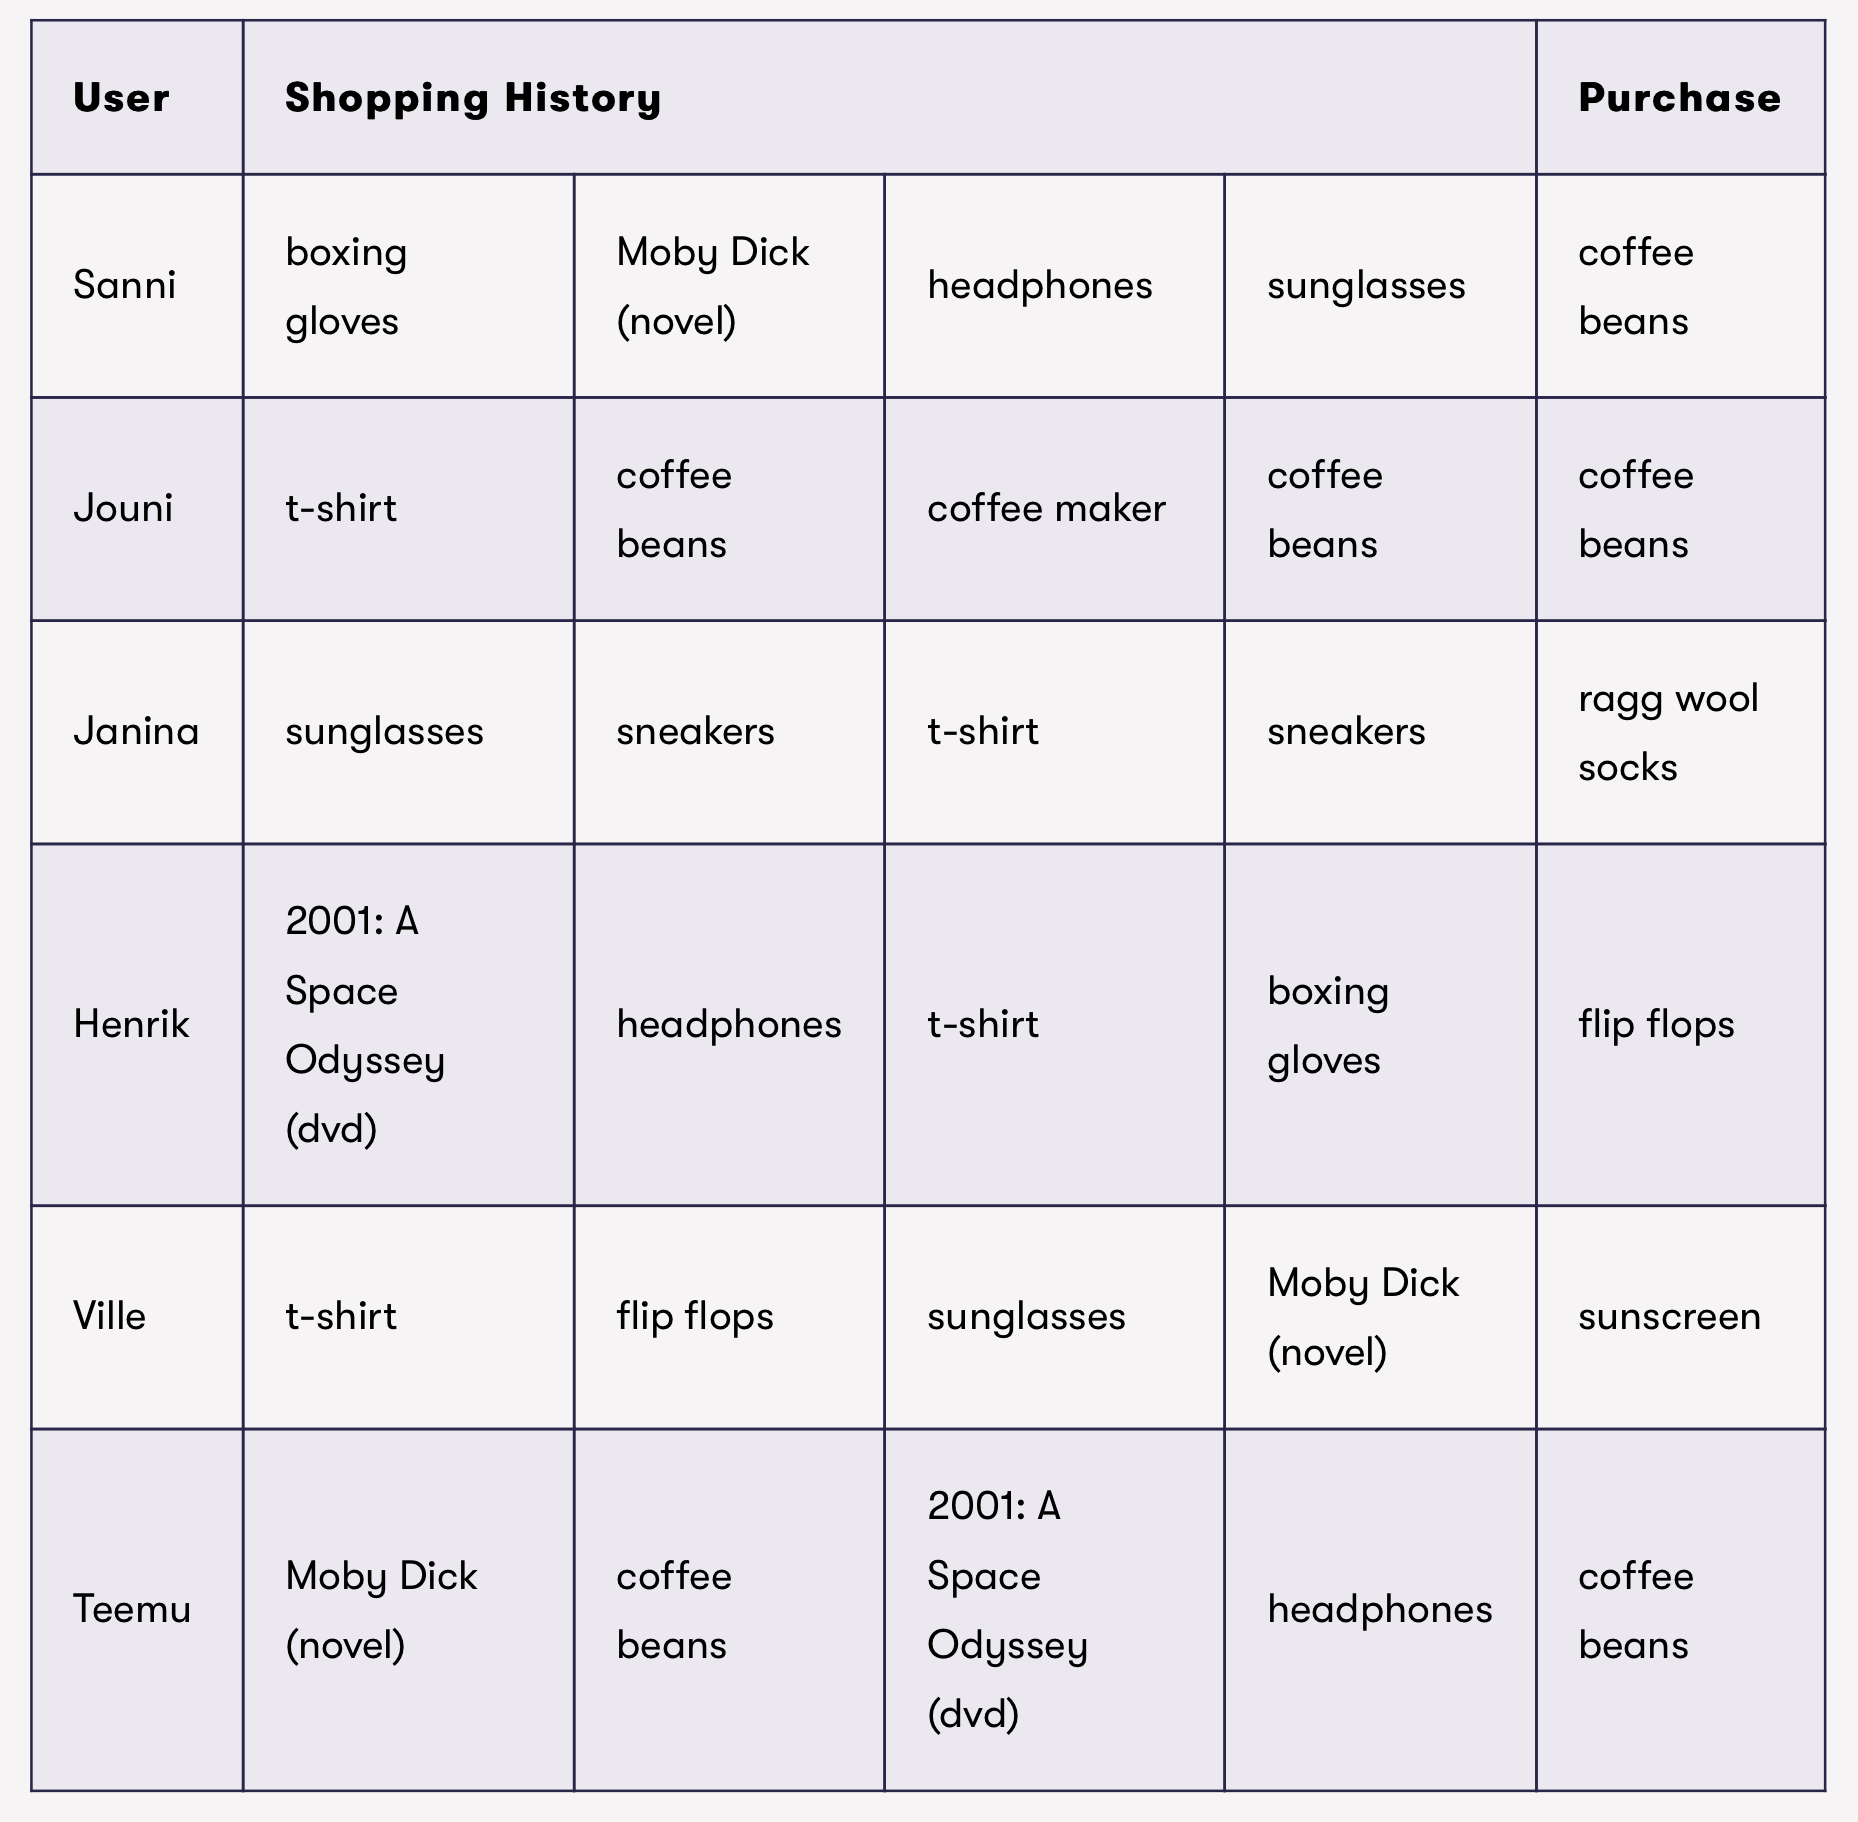 User Shopping History Purchase
Sanni boxing gloves Moby Dick (novel) headphones sunglasses coffee beans
Jouni t-shirt coffee beans coffee maker coffee beans coffee beans
Janina sunglasses sneakers t-shirt sneakers ragg wool socks
Henrik 2001: A Space Odyssey (dvd) headphones t-shirt boxing gloves flip flops
Ville t-shirt flip flops sunglasses Moby Dick (novel) sunscreen
Teemu Moby Dick (novel) coffee beans 2001: A Space Odyssey (dvd) headphones coffee beans